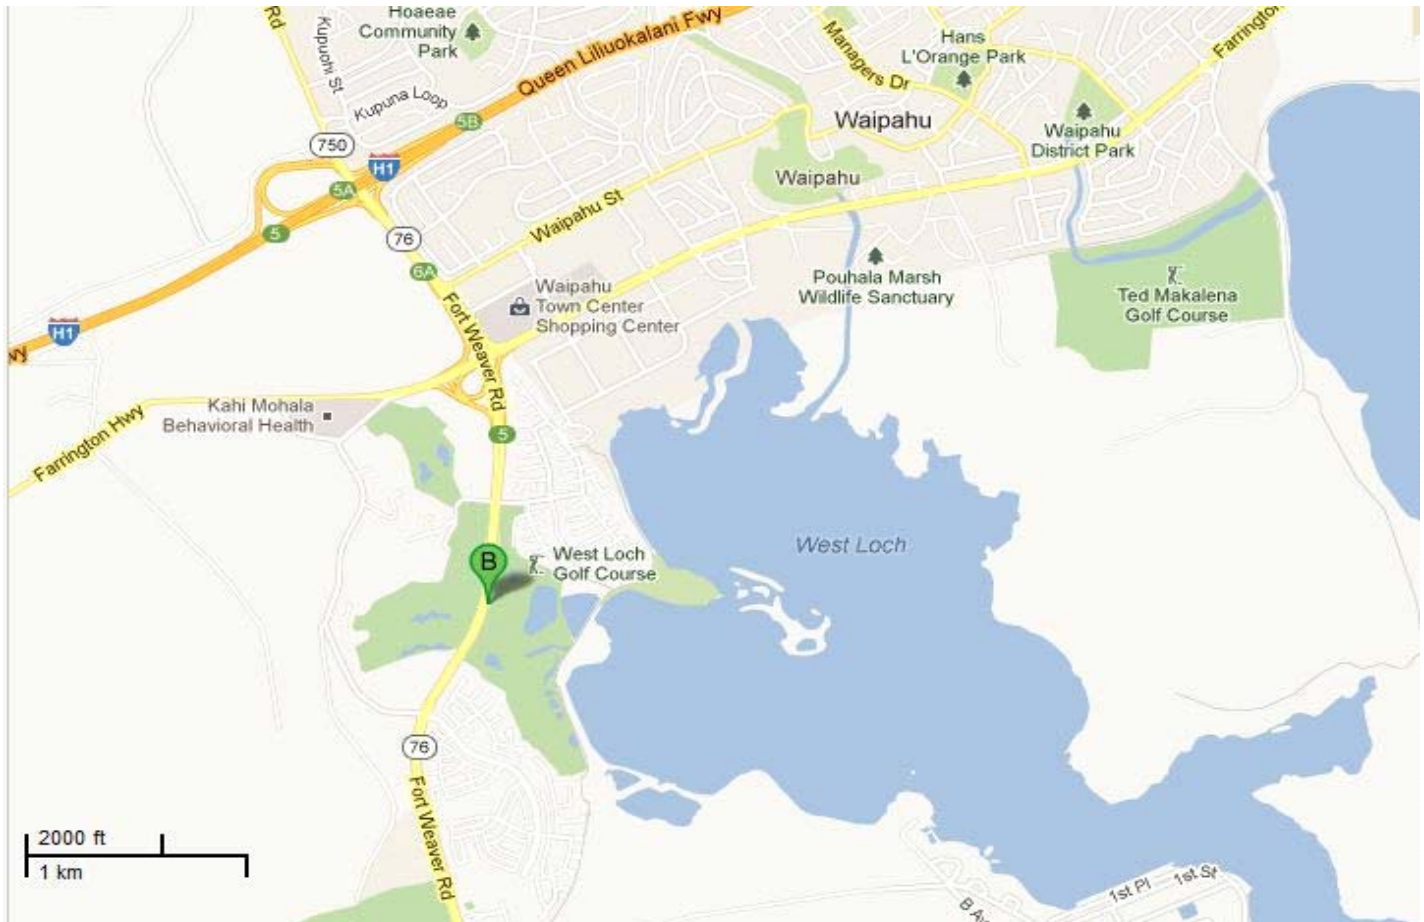 Rd
Kupuohi St
Hoaeae
Community
Park
Queen Liliuokalani Fwy
Managers Dr
Hans
L'Orange Park
Farrington
Kupuna Loop
5B
750
H1
5A
Waipahu
Waipahu
District Park
Waipahu
Waipahu St
5
76
6A
Pouhala Marsh
Wildlife Sanctuary
Ted Makalena
Golf Course
Waipahu
Town Center
Shopping Center
H1
wy
Fort Weaver Rd
Kahi Mohala
Behavioral Health
Farrington Hwy
5
West Loch
B
West Loch
Golf Course
76
Fort Weaver Rd
2000 ft
1 km
1st Pl
1st St